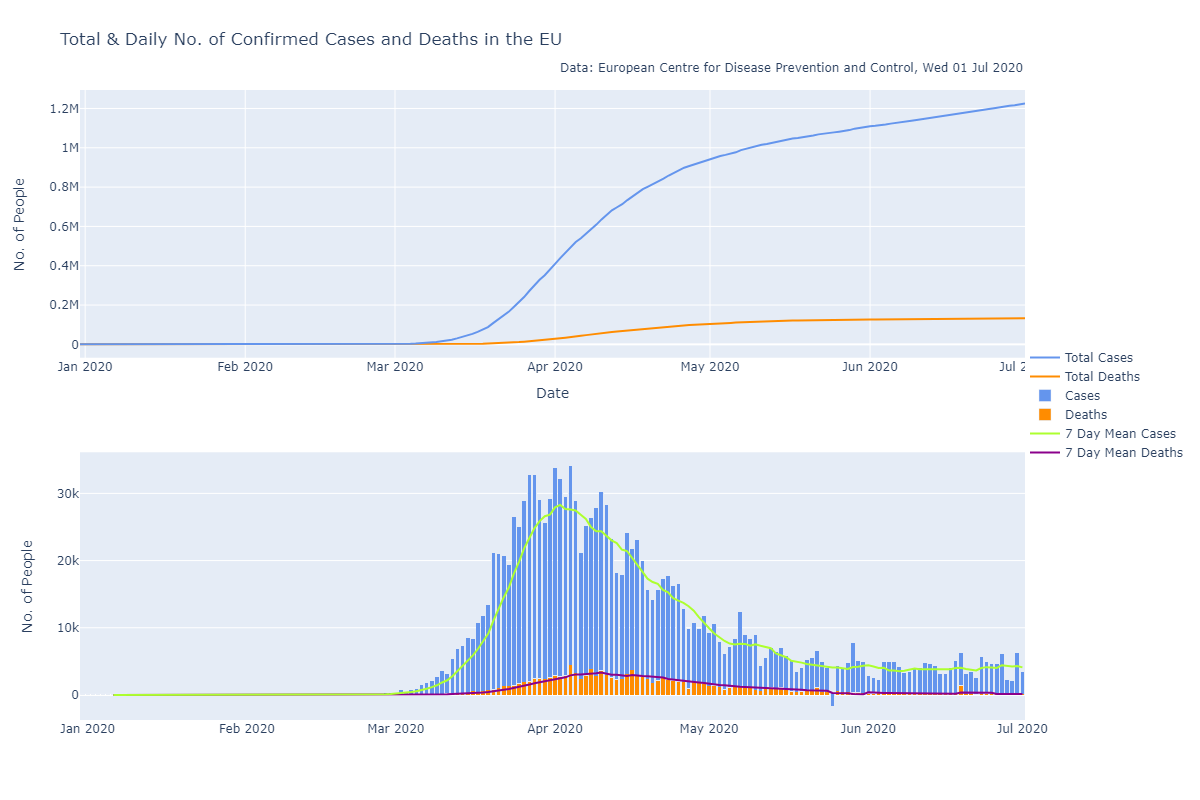 Total & Daily No. of Confirmed Cases and Deaths in the EU
Data: European Centre for Disease Prevention and Control, Wed 01 Jul 2020
No. of People
1.2M
1M
0.8M
0.6M
0.4M
0.2M
0
Jan 2020 Feb 2020 Mar 2020 Apr 2020 May 2020 Jun 2020 Jul 2
Date
Total Cases
Total Deaths
Cases
Deaths
7 Day Mean Cases
7 Day Mean Deaths
No. of People
30k
20k
10k
0
Jan 2020 Feb 2020 Mar 2020 Apr 2020 May 2020 Jun 2020 Jul 2020